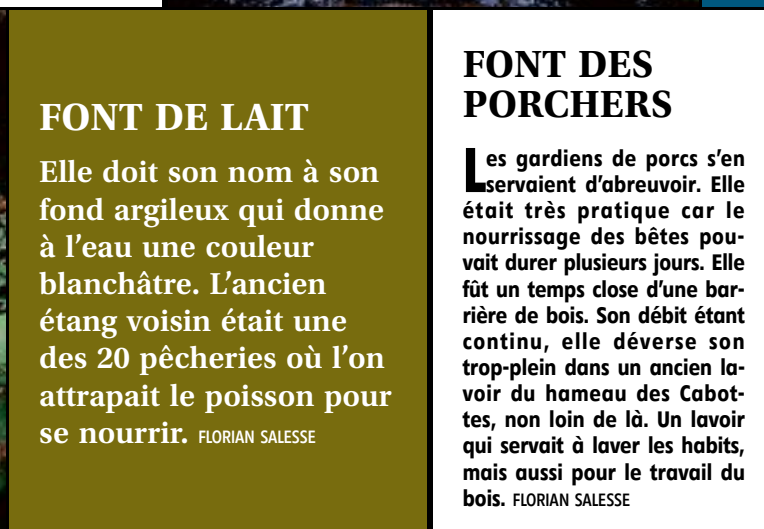 FONT DE LAIT
Elle doit son nom à son
fond argileux qui donne
à l’eau une couleur
blanchâtre. L’ancien
étang voisin était une
des 20 pêcheries où l’on
attrapait le poisson pour
se nourrir. FLORIAN SALESSE
FONT DES
PORCHERS
Les gardiens de porcs s’en
servaient d’abreuvoir. Elle
était très pratique car le
nourrissage des bêtes pou-
vait durer plusieurs jours. Elle
fût un temps close d’une bar-
rière de bois. Son débit étant
continu, elle déverse son
trop-plein dans un ancien la-
voir du hameau des Cabot-
tes, non loin de là. Un lavoir
qui servait à laver les habits,
mais aussi pour le travail du
bois. FLORIAN SALESSE